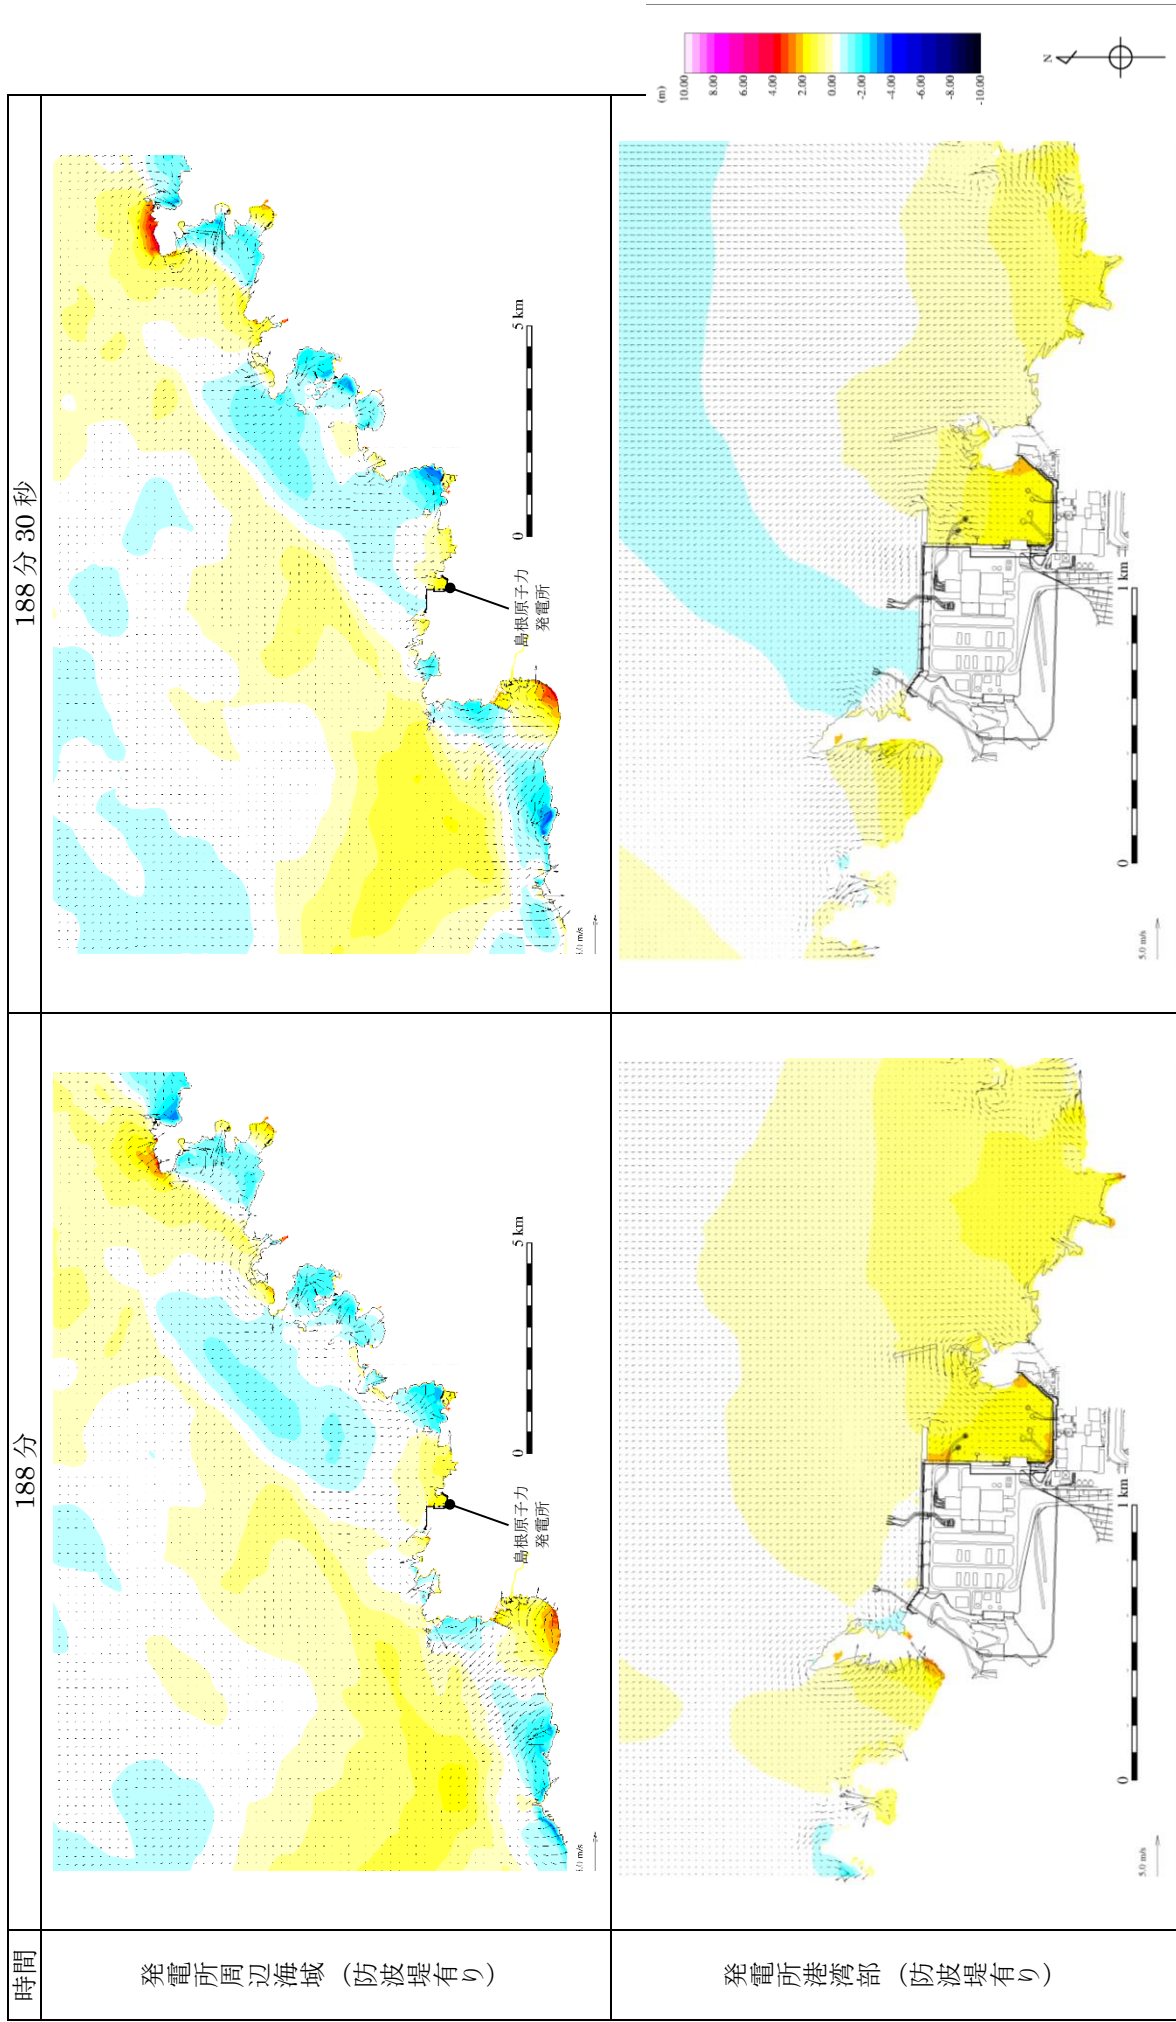 時間
188分
188分30秒
発電所周辺海域（防波堤有り）
島根原子力
発電所
0
5 km
5.0 m/s
島根原子力
発電所
0
5 km
5.0 m/s
発電所港湾部（防波堤有り）
0
1 km
5.0 m/s
0
1 km
5.0 m/s
(m)
10.00
8.00
6.00
4.00
2.00
0.00
-2.00
-4.00
-6.00
-8.00
-10.00
N